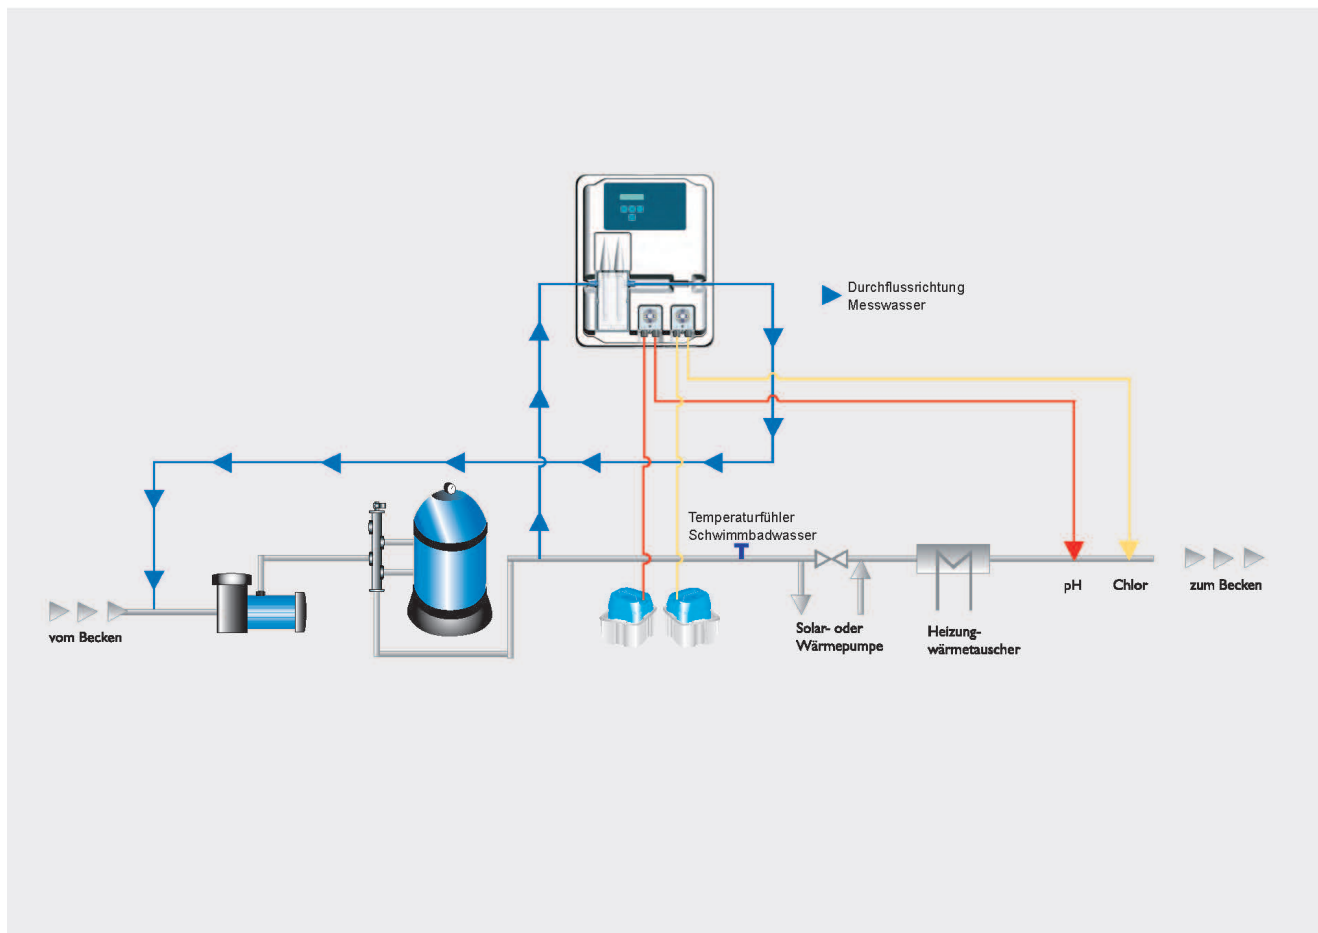 Durchflussrichtung
Messwasser
Temperaturfühler
Schwimmbadwasser
vom Becken
Solar- oder
Wärmepumpe
Heizung-
wärmetauscher
pH
Chlor
zum Becken